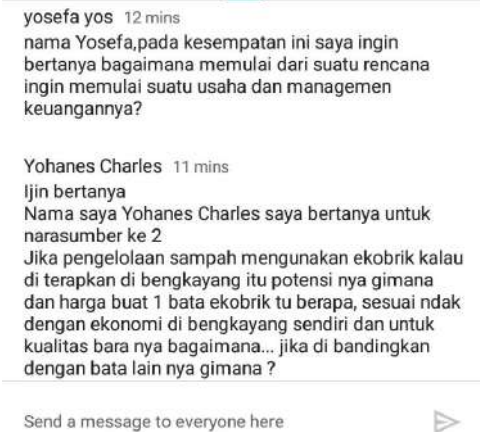 yosefa yos 12 mins
nama Yosefa,pada kesempatan ini saya ingin
bertanya bagaimana memulai dari suatu rencana
ingin memulai suatu usaha dan managemen
keuangannya?
Yohanes Charles 11 mins
Ijin bertanya
Nama saya Yohanes Charles saya bertanya untuk
narasumber ke 2
Jika pengelolaan sampah mengunakan ekobrik kalau
di terapkan di bengkayang itu potensi nya gimana
dan harga buat 1 bata ekobrik tu berapa, sesuai ndak
dengan ekonomi di bengkayang sendiri dan untuk
kualitas bara nya bagaimana... jika di bandingkan
dengan bata lain nya gimana ?
Send a message to everyone here